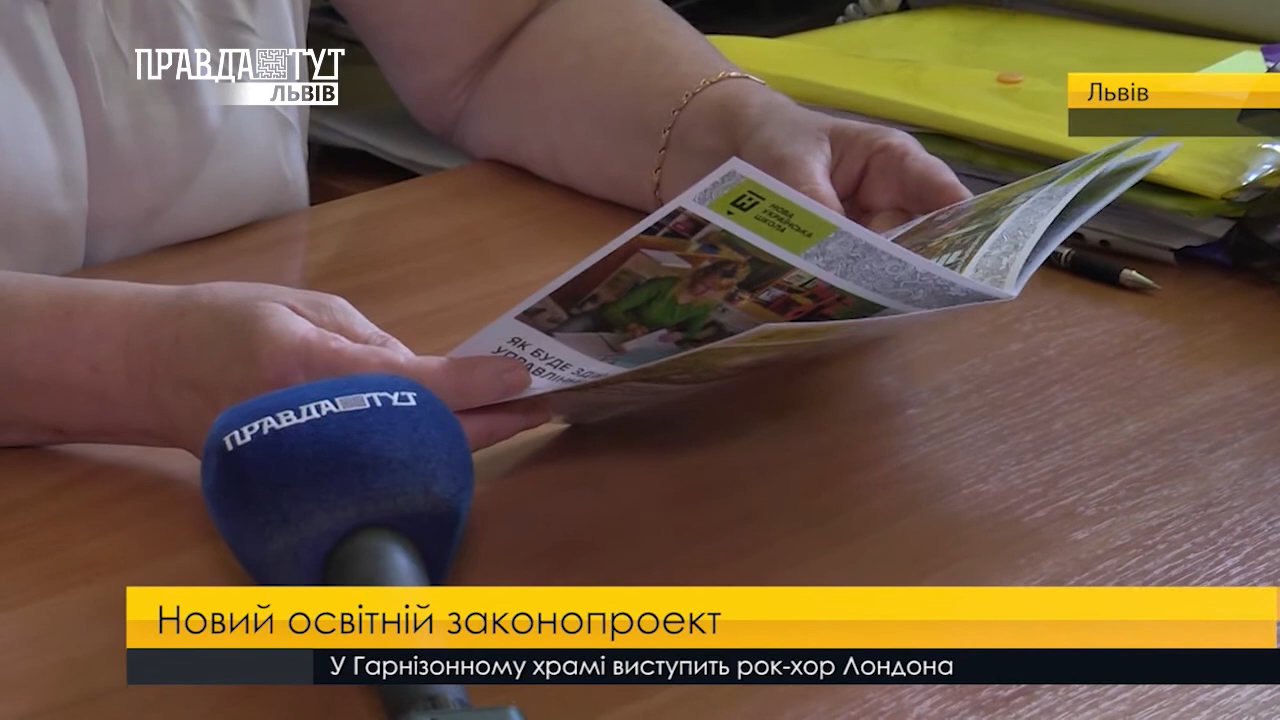 ПРАВДА ТУТ
ЛЬВІВ
Львів
НОВА
УКРАЇНСЬКА
ШКОЛА
ЯК БУДЕ
ПРАВДА ТУТ
Новий освітній законопроект
У Гарнізонному храмі виступить рок-хор Лондона